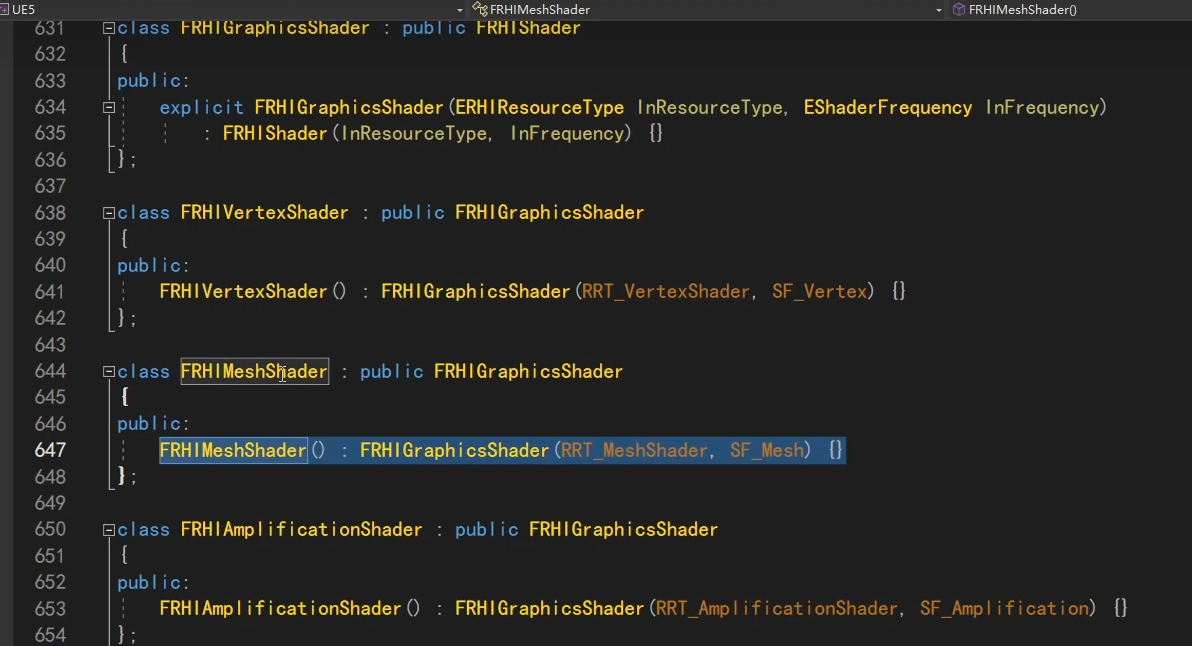 UE5 FRHIMeshShader FRHIMeshShader()
631 class FRHIGraphicsShader : public FRHIShader
632 {
633 public:
634 explicit FRHIGraphicsShader(ERHIResourceType InResourceType, EShaderFrequency InFrequency)
635 : FRHIShader(InResourceType, InFrequency) {}
636 };
637
638 class FRHIVertexShader : public FRHIGraphicsShader
639 {
640 public:
641 FRHIVertexShader() : FRHIGraphicsShader(RRT_VertexShader, SF_Vertex) {}
642 };
643
644 class FRHIMeshShader : public FRHIGraphicsShader
645 {
646 public:
647 FRHIMeshShader() : FRHIGraphicsShader(RRT_MeshShader, SF_Mesh) {}
648 };
649
650 class FRHIAmplificationShader : public FRHIGraphicsShader
651 {
652 public:
653 FRHIAmplificationShader() : FRHIGraphicsShader(RRT_AmplificationShader, SF_Amplification) {}
654 };